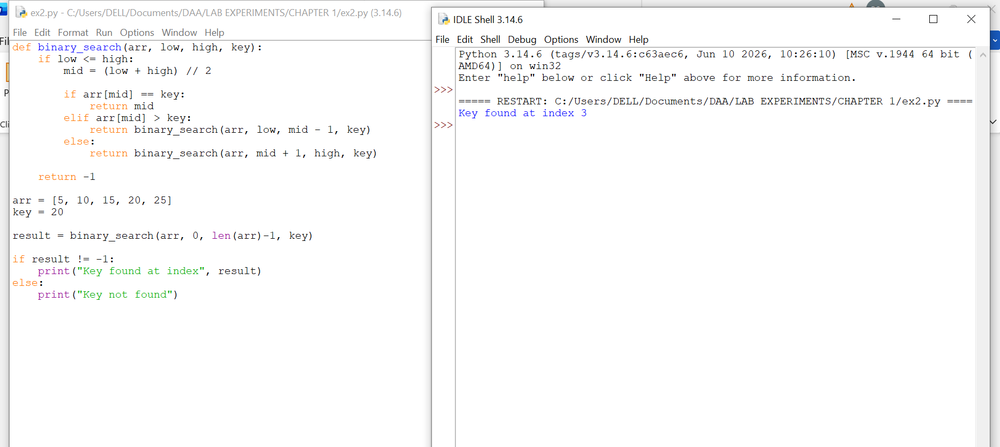 ex2.py - C:/Users/DELL/Documents/DAA/LAB EXPERIMENTS/CHAPTER 1/ex2.py (3.14.6)
File Edit Format Run Options Window Help
def binary_search(arr, low, high, key):
    if low <= high:
        mid = (low + high) // 2

        if arr[mid] == key:
            return mid
        elif arr[mid] > key:
            return binary_search(arr, low, mid - 1, key)
        else:
            return binary_search(arr, mid + 1, high, key)

    return -1

arr = [5, 10, 15, 20, 25]
key = 20

result = binary_search(arr, 0, len(arr)-1, key)

if result != -1:
    print("Key found at index", result)
else:
    print("Key not found")
IDLE Shell 3.14.6
File Edit Shell Debug Options Window Help
Python 3.14.6 (tags/v3.14.6:c63aec6, Jun 10 2026, 10:26:10) [MSC v.1944 64 bit (
AMD64)] on win32
Enter "help" below or click "Help" above for more information.
>>>
===== RESTART: C:/Users/DELL/Documents/DAA/LAB EXPERIMENTS/CHAPTER 1/ex2.py ====
Key found at index 3
>>>